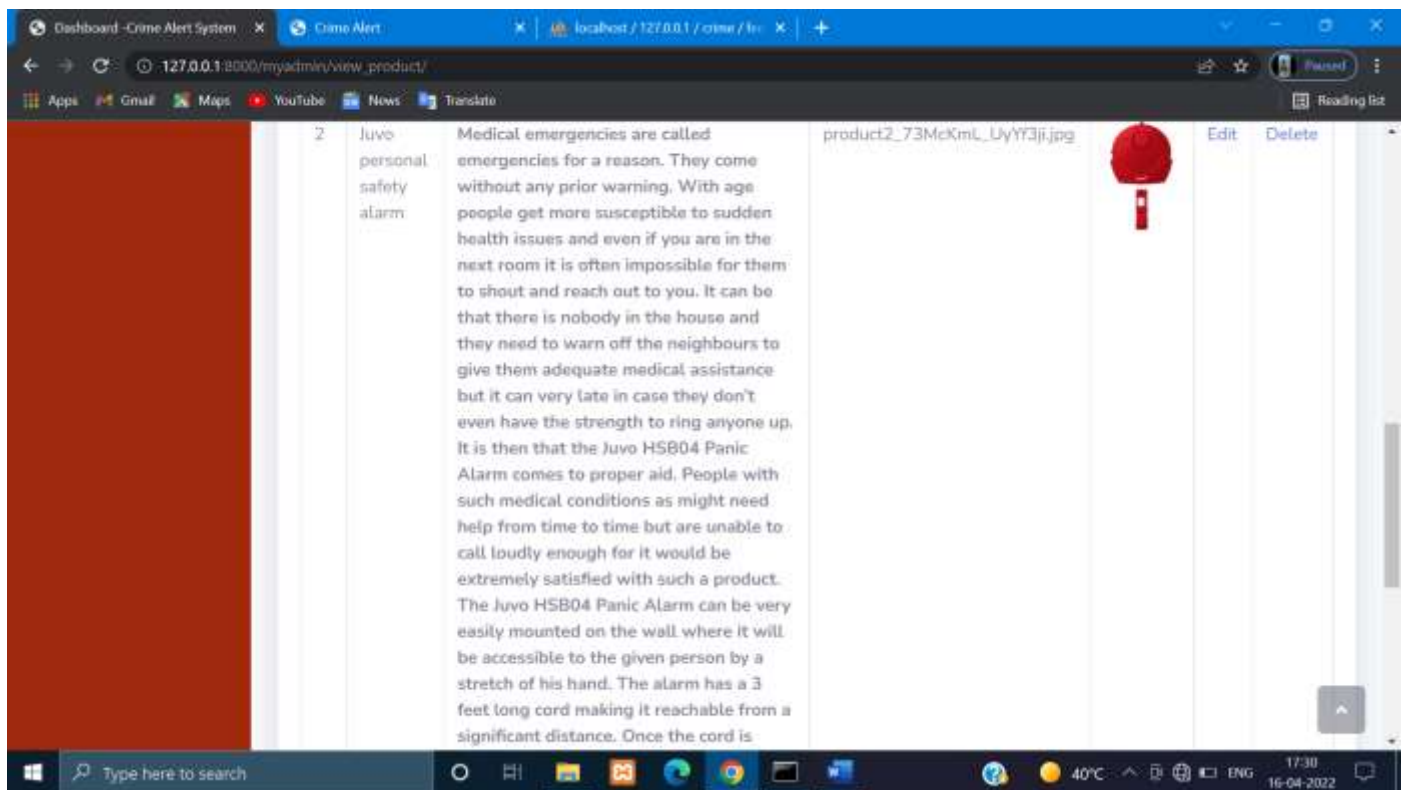 Dashboard -Crime Alert System
Crime Alert
localhost / 127.0.0.1 / crime /
127.0.0.1:8000/myadmin/view_product/
Paused
Apps Gmail Maps YouTube News Translate Reading list
2 Juvo Medical emergencies are called product2_73McKmL_UyYf3ji.jpg Edit Delete
personal emergencies for a reason. They come
safety without any prior warning. With age
alarm people get more susceptible to sudden
health issues and even if you are in the
next room it is often impossible for them
to shout and reach out to you. It can be
that there is nobody in the house and
they need to warn off the neighbours to
give them adequate medical assistance
but it can very late in case they don't
even have the strength to ring anyone up.
It is then that the Juvo HSB04 Panic
Alarm comes to proper aid. People with
such medical conditions as might need
help from time to time but are unable to
call loudly enough for it would be
extremely satisfied with such a product.
The Juvo HSB04 Panic Alarm can be very
easily mounted on the wall where it will
be accessible to the given person by a
stretch of his hand. The alarm has a 3
feet long cord making it reachable from a
significant distance. Once the cord is
Type here to search
40°C ENG
17:30
16-04-2022